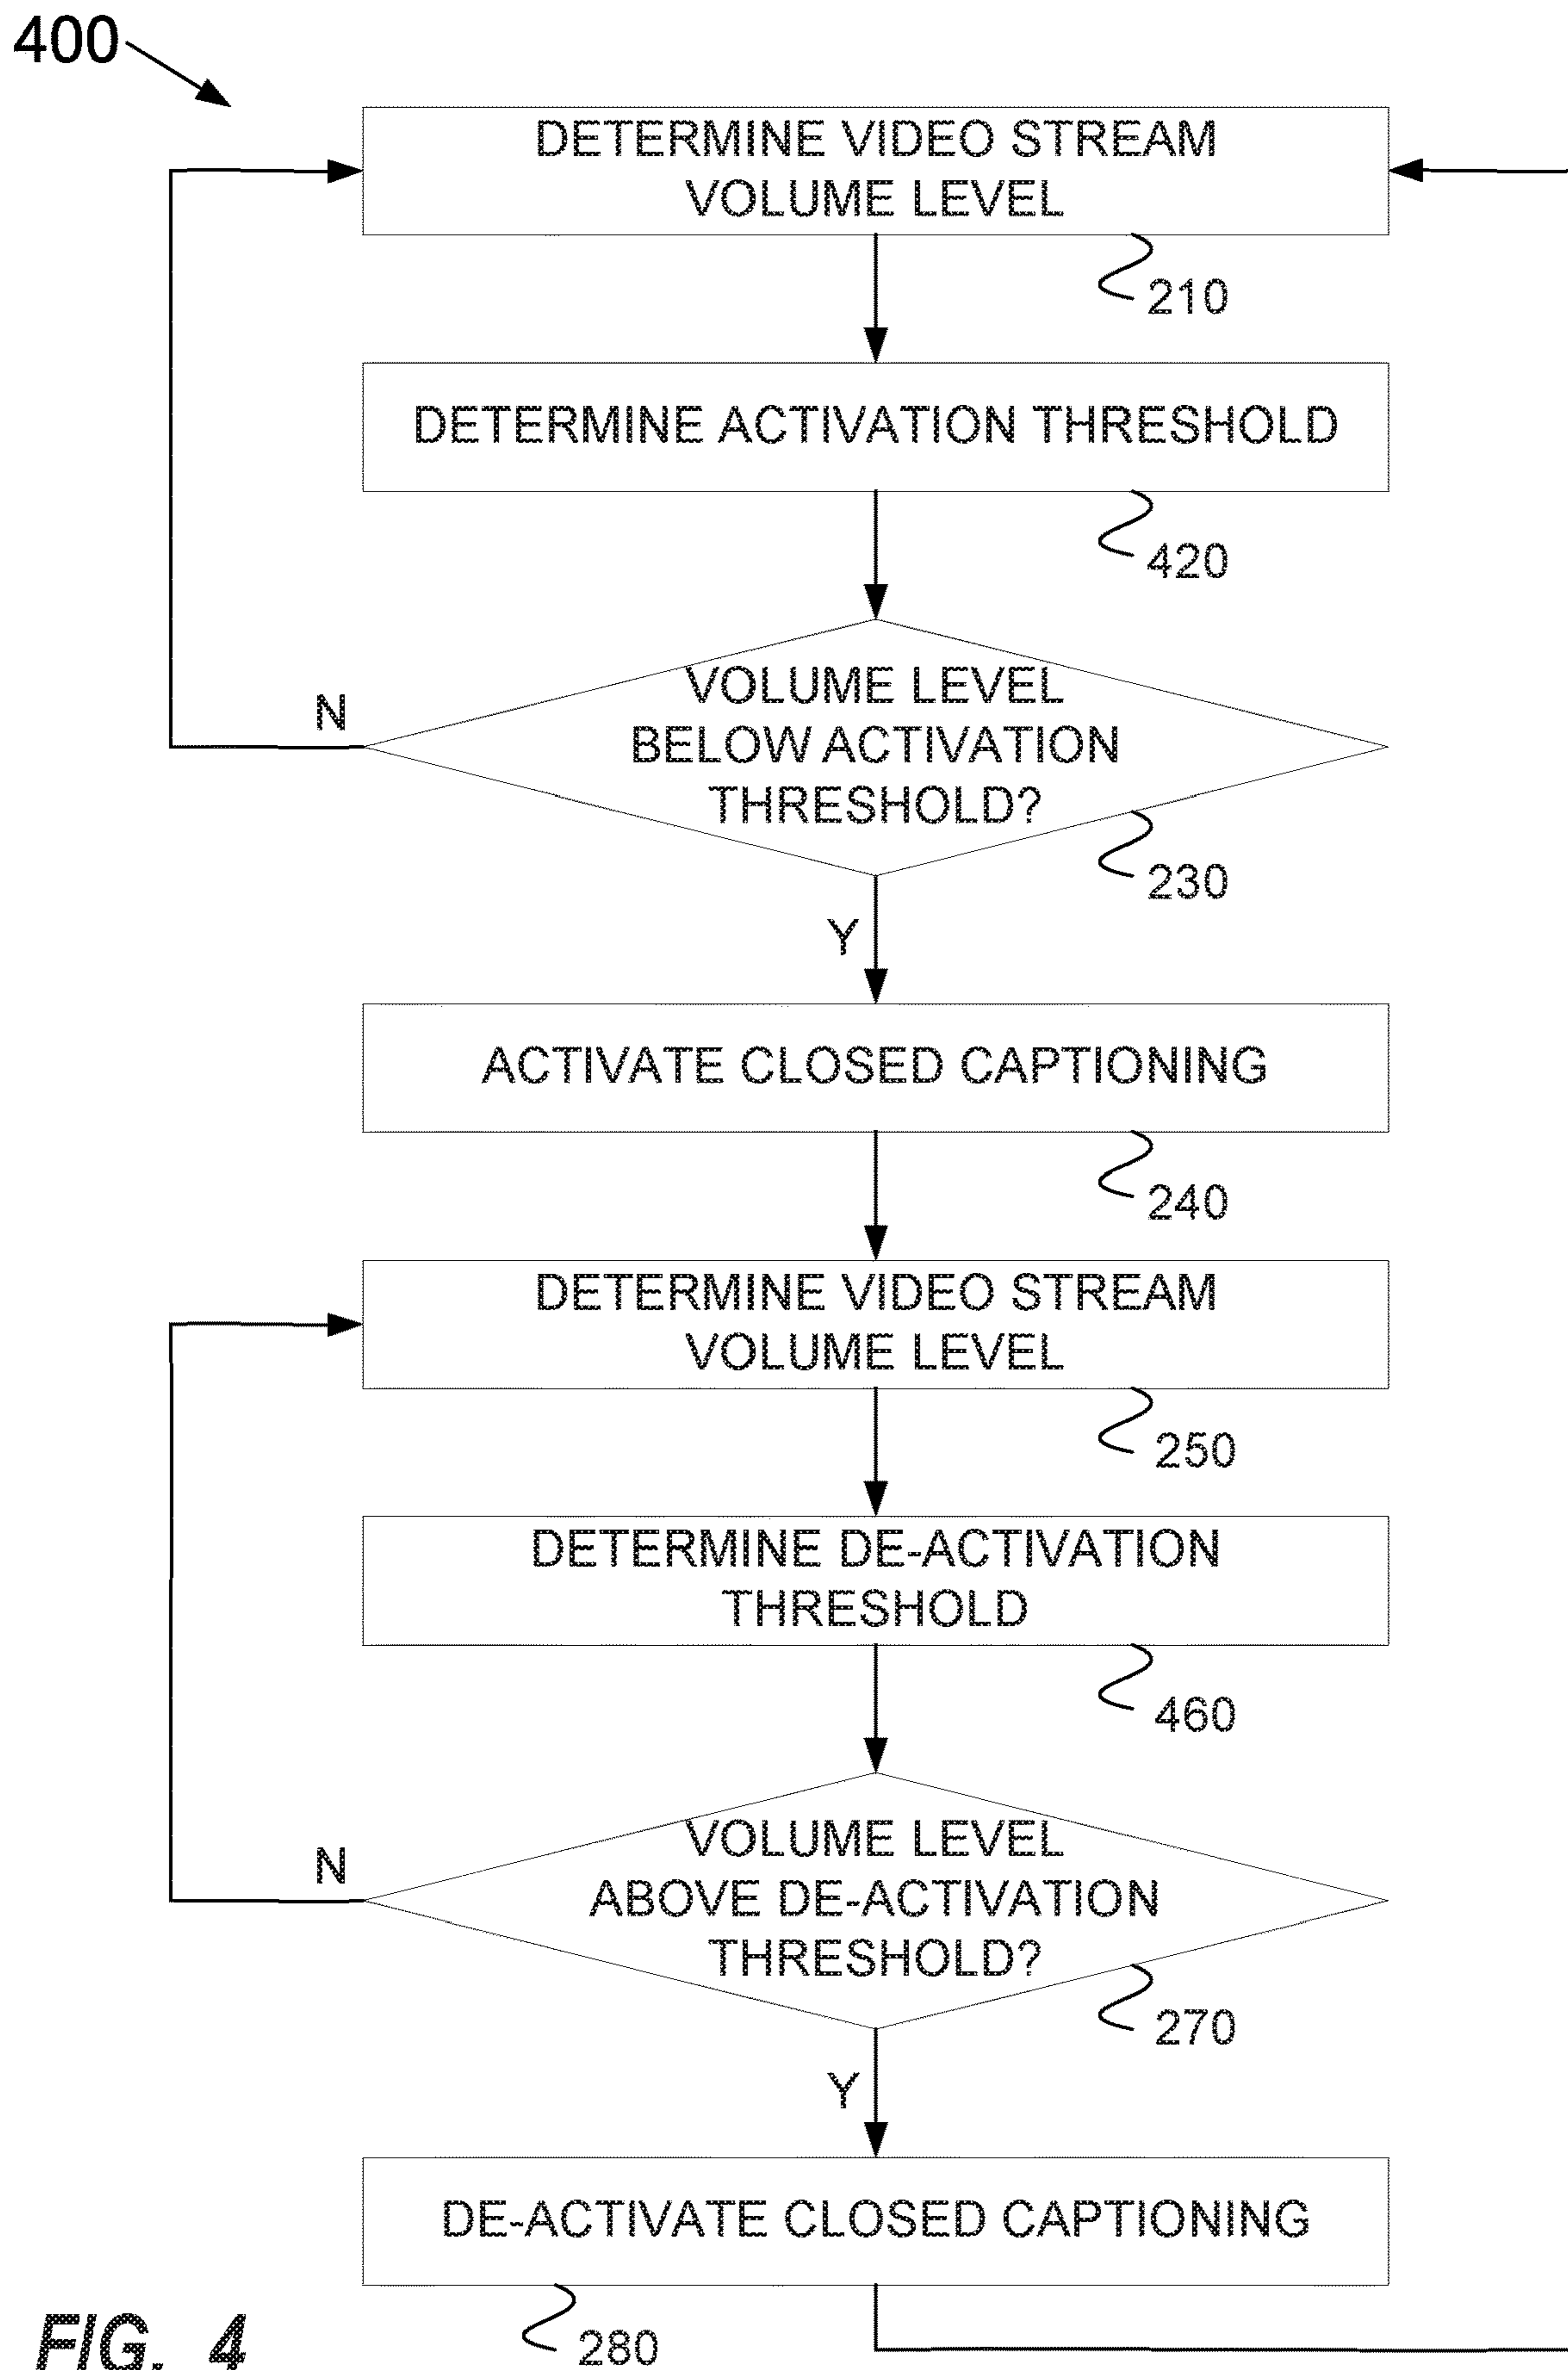 400
DETERMINE VIDEO STREAM
VOLUME LEVEL
210
DETERMINE ACTIVATION THRESHOLD
420
VOLUME LEVEL
BELOW ACTIVATION
THRESHOLD?
N
230
Y
ACTIVATE CLOSED CAPTIONING
240
DETERMINE VIDEO STREAM
VOLUME LEVEL
250
DETERMINE DE-ACTIVATION
THRESHOLD
460
VOLUME LEVEL
ABOVE DE-ACTIVATION
THRESHOLD?
N
270
Y
DE-ACTIVATE CLOSED CAPTIONING
280
FIG. 4